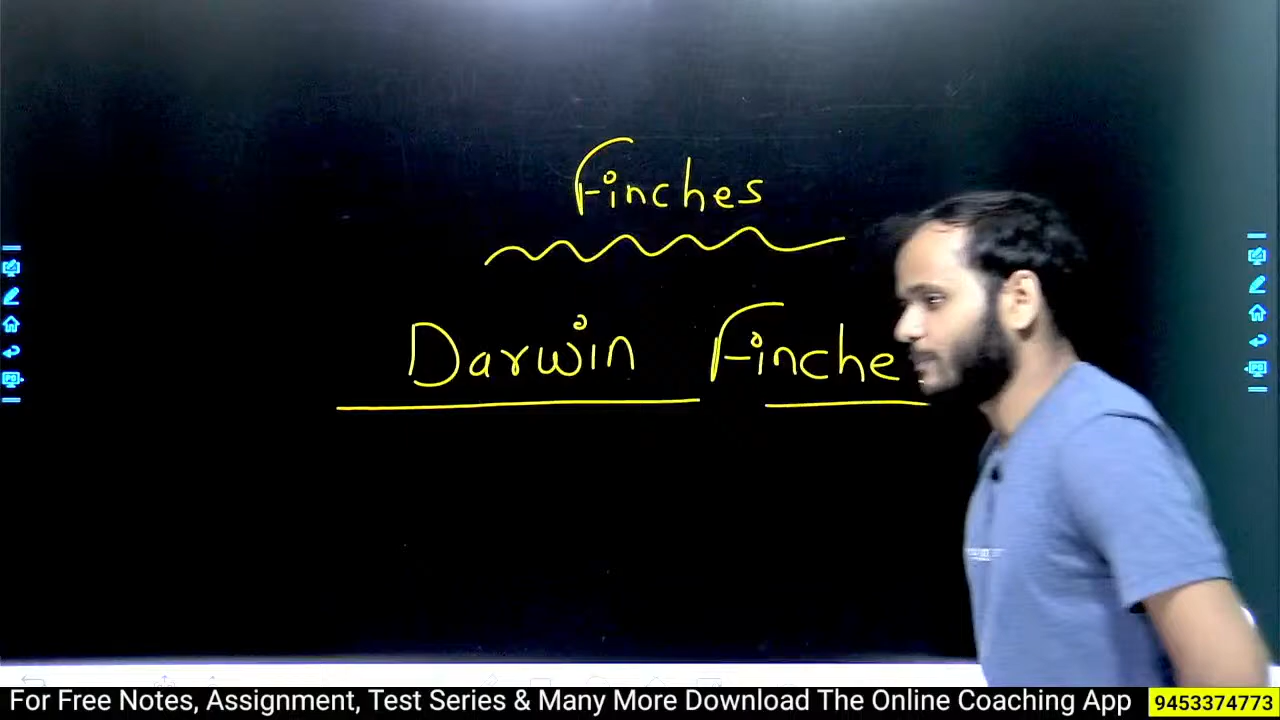 Finches
Darwin Finche
For Free Notes, Assignment, Test Series & Many More Download The Online Coaching App 9453374773